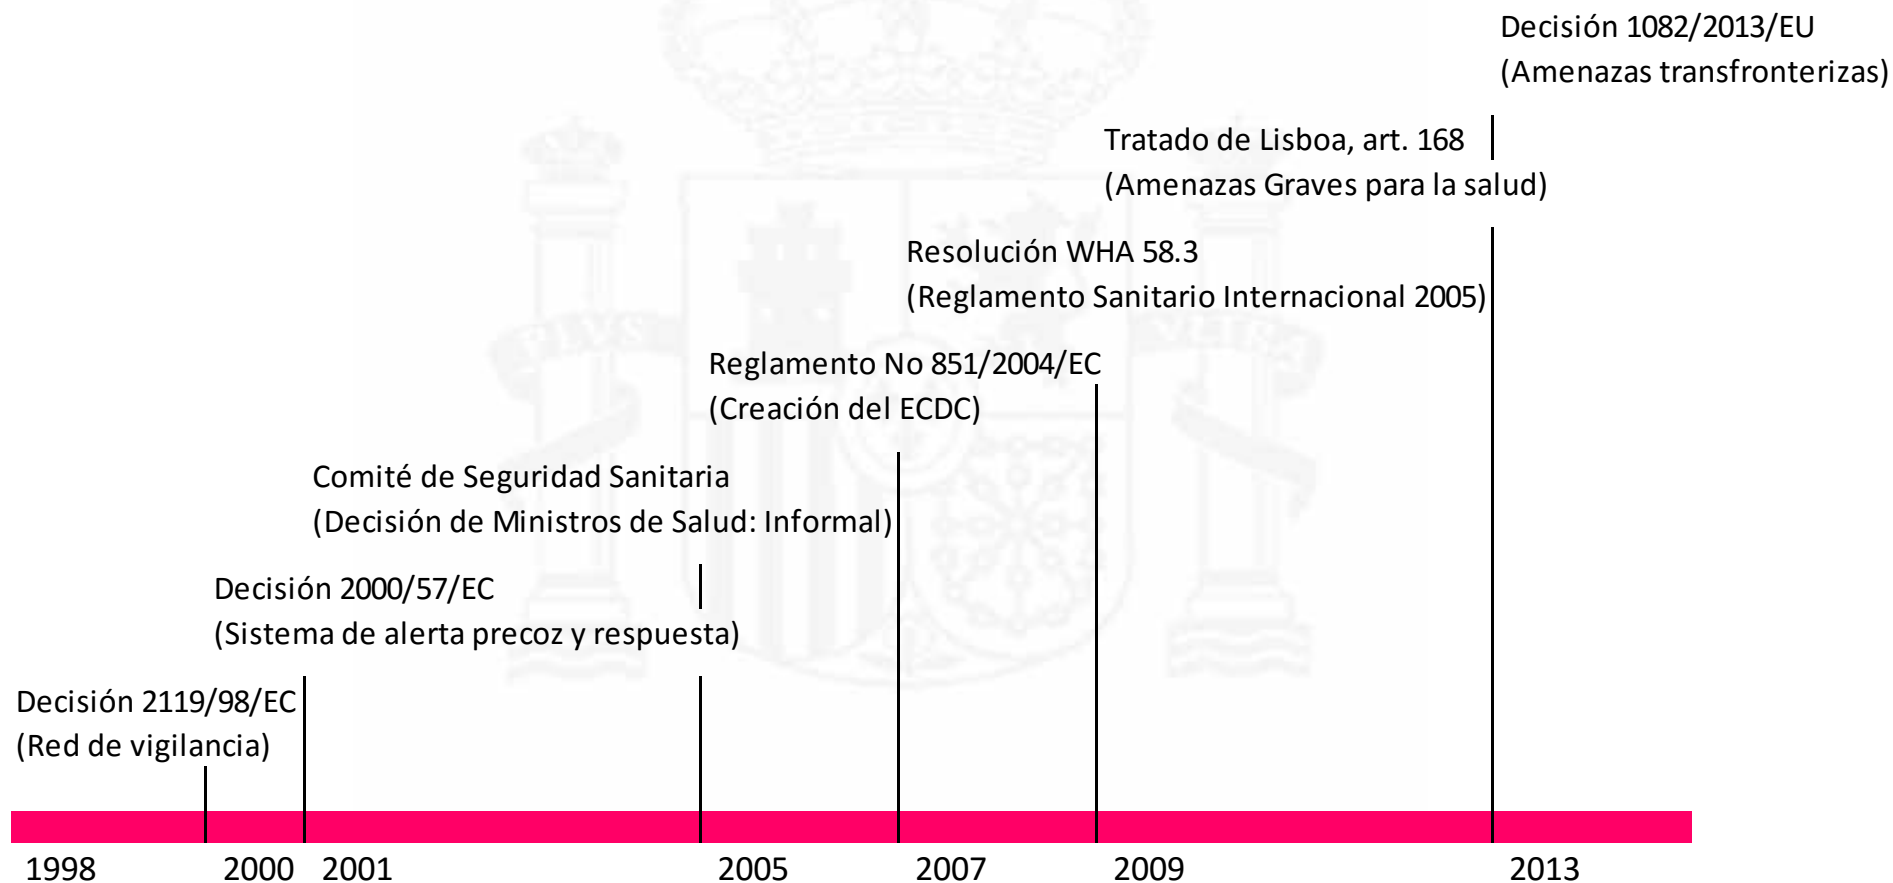 Decisión 1082/2013/EU
(Amenazas transfronterizas)
Tratado de Lisboa, art. 168
(Amenazas Graves para la salud)
Resolución WHA 58.3
(Reglamento Sanitario Internacional 2005)
Reglamento No 851/2004/EC
(Creación del ECDC)
Comité de Seguridad Sanitaria
(Decisión de Ministros de Salud: Informal)
Decisión 2000/57/EC
(Sistema de alerta precoz y respuesta)
Decisión 2119/98/EC
(Red de vigilancia)
1998 2000 2001 2005 2007 2009 2013
PLVS